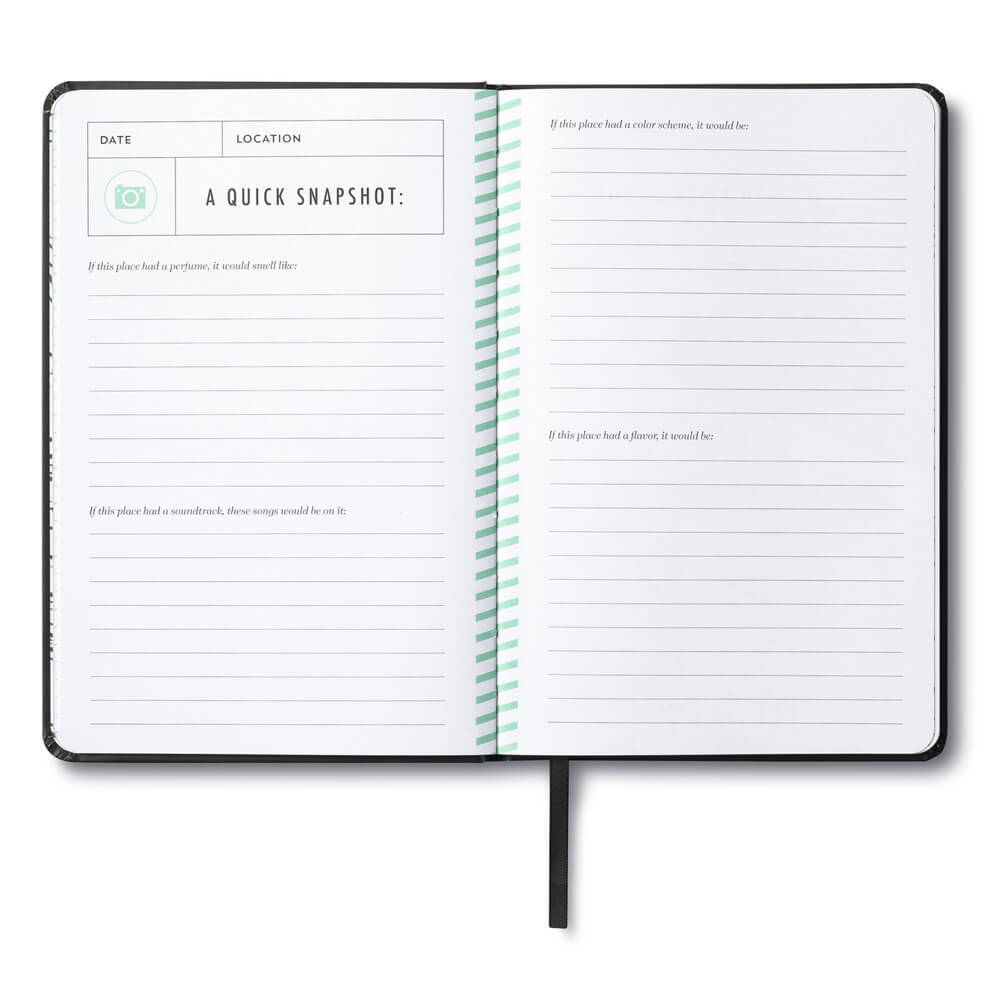 DATE
LOCATION
A QUICK SNAPSHOT:
If this place had a perfume, it would smell like:
If this place had a soundtrack, these songs would be on it:
If this place had a color scheme, it would be:
If this place had a flavor, it would be: